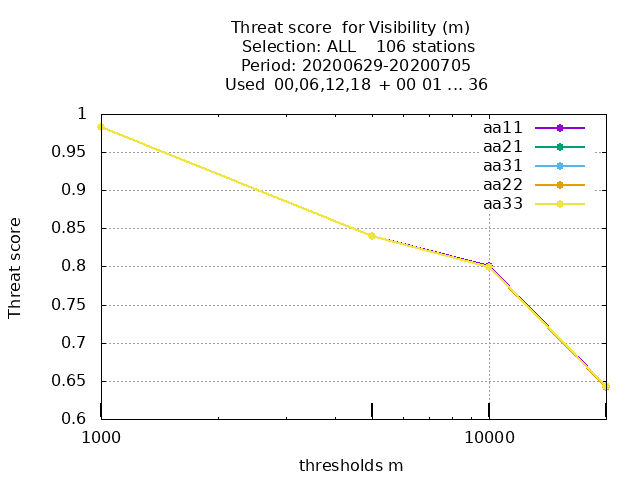 Threat score  for Visibility (m)
Selection: ALL    106 stations
Period: 20200629-20200705
Used  00,06,12,18 + 00 01 ... 36
1
0.95
0.9
0.85
0.8
0.75
0.7
0.65
0.6
Threat score
aa11
aa21
aa31
aa22
aa33
1000
10000
thresholds m